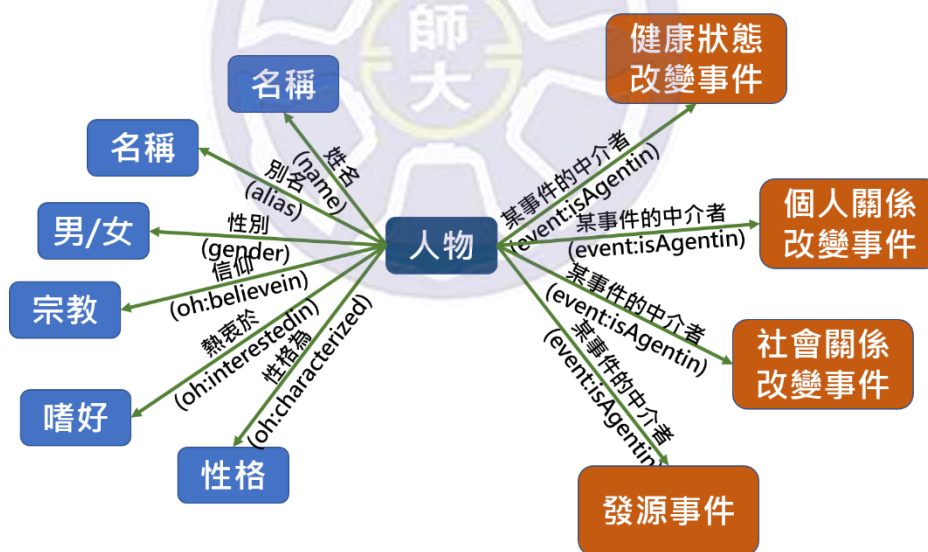 師
大
健康狀態
改變事件
名稱
某事件的中介者
(event:isAgentin)
姓名
(name)
名稱
別名
(alias)
個人關係
改變事件
某事件的中介者
(event:isAgentin)
男/女
性別
(gender)
人物
信仰
(oh:believein)
宗教
某事件的中介者
(event:isAgentin)
社會關係
改變事件
熱衷於
(oh:interestedin)
嗜好
性格為
(oh:characterized)
性格
某事件的中介者
(event:isAgentin)
發源事件